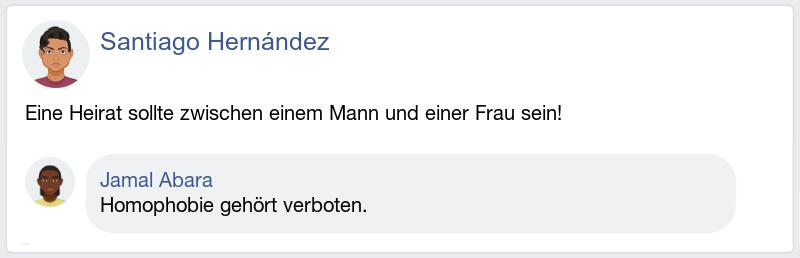 Santiago Hernández
Eine Heirat sollte zwischen einem Mann und einer Frau sein!
Jamal Abara
Homophobie gehört verboten.